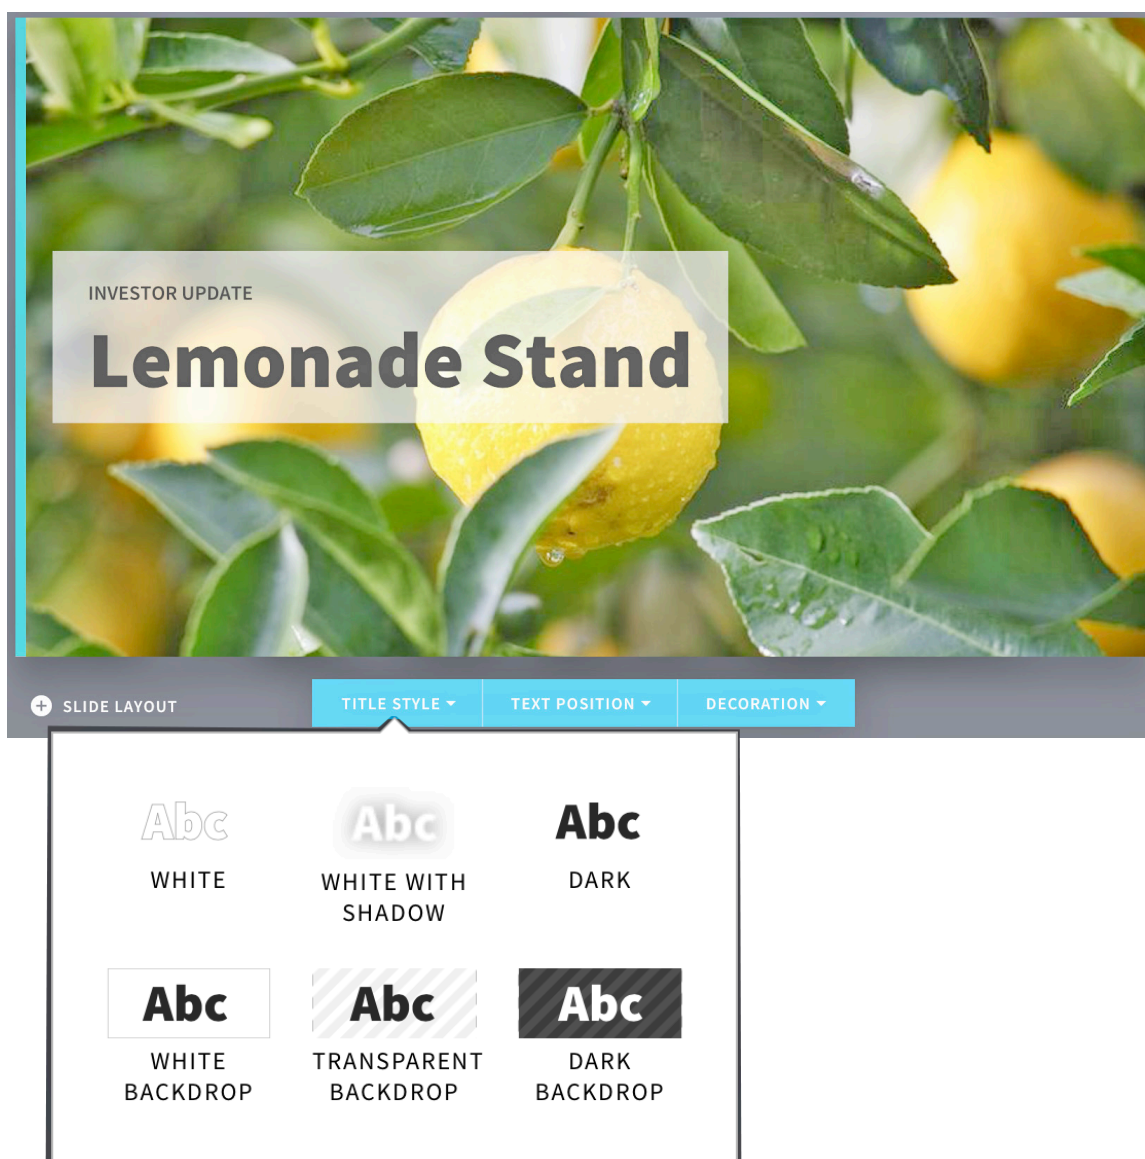 INVESTOR UPDATE
Lemonade Stand
SLIDE LAYOUT
TITLE STYLE
TEXT POSITION
DECORATION
Abc
Abc
Abc
WHITE
WHITE WITH
SHADOW
DARK
Abc
Abc
Abc
WHITE
BACKDROP
TRANSPARENT
BACKDROP
DARK
BACKDROP